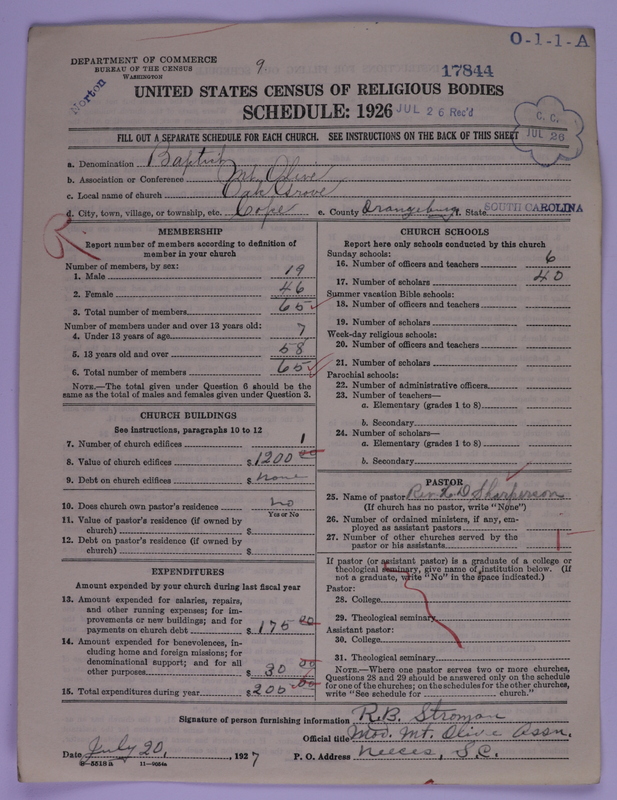 O-1-1-A
DEPARTMENT OF COMMERCE
BUREAU OF THE CENSUS
WASHINGTON
9
17844
Norton
UNITED STATES CENSUS OF RELIGIOUS BODIES
SCHEDULE: 1926
JUL 26 Rec'd
C. C.
JUL 26
FILL OUT A SEPARATE SCHEDULE FOR EACH CHURCH. SEE INSTRUCTIONS ON THE BACK OF THIS SHEET
a. Denomination Baptist
b. Association or Conference Mt. Olive
c. Local name of church Oak Grove
d. City, town, village, or township, etc. Cope e. County Orangeburg f. State SOUTH CAROLINA
MEMBERSHIP
Report number of members according to definition of
member in your church
Number of members, by sex:
1. Male 19
2. Female 46
3. Total number of members 65
Number of members under and over 13 years old:
4. Under 13 years of age 7
5. 13 years old and over 58
6. Total number of members 65
NOTE.—The total given under Question 6 should be the
same as the total of males and females given under Question 3.
CHURCH BUILDINGS
See instructions, paragraphs 10 to 12
7. Number of church edifices 1
8. Value of church edifices $ 1200 00
9. Debt on church edifices $ none
10. Does church own pastor's residence no
Yes or No
11. Value of pastor's residence (if owned by
church) $
12. Debt on pastor's residence (if owned by
church) $
EXPENDITURES
Amount expended by your church during last fiscal year
13. Amount expended for salaries, repairs,
and other running expenses; for im-
provements or new buildings; and for
payments on church debt $ 175 00
14. Amount expended for benevolences, in-
cluding home and foreign missions; for
denominational support; and for all
other purposes $ 30 00
15. Total expenditures during year $ 205 00
CHURCH SCHOOLS
Report here only schools conducted by this church
Sunday schools:
16. Number of officers and teachers 6
17. Number of scholars 40
Summer vacation Bible schools:
18. Number of officers and teachers
19. Number of scholars
Week-day religious schools:
20. Number of officers and teachers
21. Number of scholars
Parochial schools:
22. Number of administrative officers
23. Number of teachers—
a. Elementary (grades 1 to 8)
b. Secondary
24. Number of scholars—
a. Elementary (grades 1 to 8)
b. Secondary
PASTOR
25. Name of pastor Rev. H. D. Sharperson
(If church has no pastor, write "None")
26. Number of ordained ministers, if any, em-
ployed as assistant pastors
27. Number of other churches served by the
pastor or his assistants 1
If pastor (or assistant pastor) is a graduate of a college or
theological seminary, give name of institution below. (If
not a graduate, write "No" in the space indicated.)
Pastor:
28. College
29. Theological seminary
Assistant pastor:
30. College
31. Theological seminary
NOTE.—Where one pastor serves two or more churches,
Questions 28 and 29 should be answered only on the schedule
for one of the churches; on the schedules for the other churches,
write "See schedule for church."
Signature of person furnishing information R.B. Stroman
Official title Mod. Mt. Olive Assn.
Date July 20, , 1927 P. O. Address Neeces, S.C.
8-5518 a 11-9054a